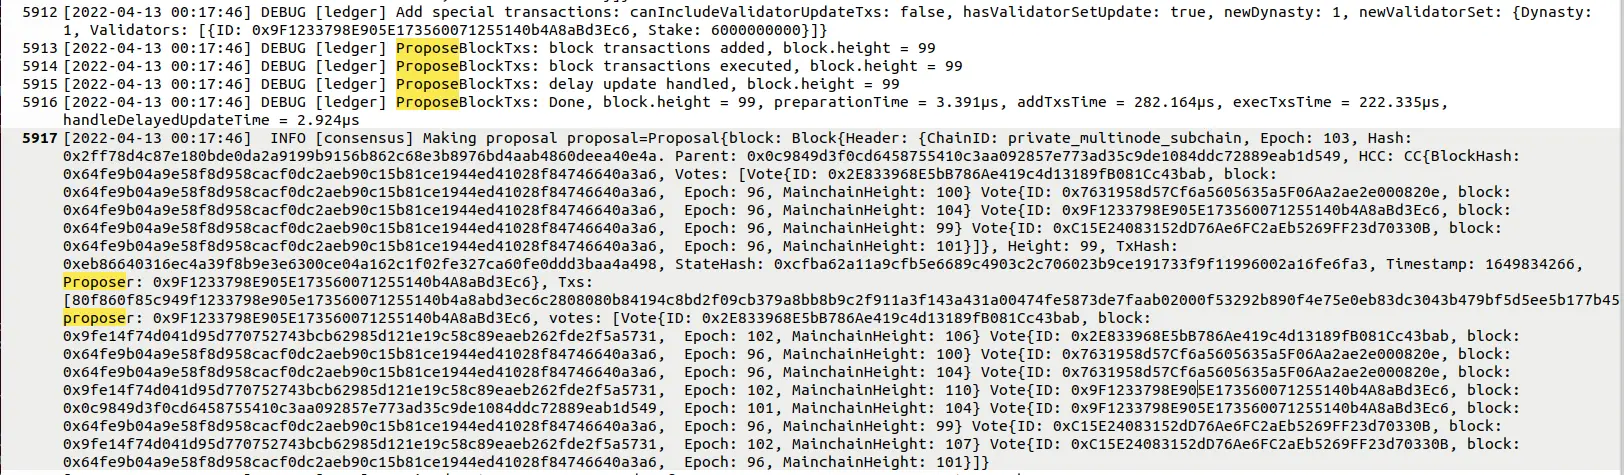 5912 [2022-04-13 00:17:46] DEBUG [ledger] Add special transactions: canIncludeValidatorUpdateTxs: false, hasValidatorSetUpdate: true, newDynasty: 1, newValidatorSet: {Dynasty:
1, Validators: [{ID: 0x9F1233798E905E173560071255140b4A8aBd3Ec6, Stake: 6000000000}]}
5913 [2022-04-13 00:17:46] DEBUG [ledger] ProposeBlockTxs: block transactions added, block.height = 99
5914 [2022-04-13 00:17:46] DEBUG [ledger] ProposeBlockTxs: block transactions executed, block.height = 99
5915 [2022-04-13 00:17:46] DEBUG [ledger] ProposeBlockTxs: delay update handled, block.height = 99
5916 [2022-04-13 00:17:46] DEBUG [ledger] ProposeBlockTxs: Done, block.height = 99, preparationTime = 3.391µs, addTxsTime = 282.164µs, execTxsTime = 222.335µs,
handleDelayedUpdateTime = 2.924µs
5917 [2022-04-13 00:17:46]  INFO [consensus] Making proposal proposal=Proposal{block: Block{Header: {ChainID: private_multinode_subchain, Epoch: 103, Hash:
0x2ff78d4c87e180bde0da2a9199b9156b862c68e3b8976bd4aab4860deea40e4a. Parent: 0x0c9849d3f0cd6458755410c3aa092857e773ad35c9de1084ddc72889eab1d549, HCC: CC{BlockHash:
0x64fe9b04a9e58f8d958cacf0dc2aeb90c15b81ce1944ed41028f84746640a3a6, Votes: [Vote{ID: 0x2E833968E5bB786Ae419c4d13189fB081Cc43bab, block:
0x64fe9b04a9e58f8d958cacf0dc2aeb90c15b81ce1944ed41028f84746640a3a6,  Epoch: 96, MainchainHeight: 100} Vote{ID: 0x7631958d57Cf6a5605635a5F06Aa2ae2e000820e, block:
0x64fe9b04a9e58f8d958cacf0dc2aeb90c15b81ce1944ed41028f84746640a3a6,  Epoch: 96, MainchainHeight: 104} Vote{ID: 0x9F1233798E905E173560071255140b4A8aBd3Ec6, block:
0x64fe9b04a9e58f8d958cacf0dc2aeb90c15b81ce1944ed41028f84746640a3a6,  Epoch: 96, MainchainHeight: 99} Vote{ID: 0xC15E24083152dD76Ae6FC2aEb5269FF23d70330B, block:
0x64fe9b04a9e58f8d958cacf0dc2aeb90c15b81ce1944ed41028f84746640a3a6,  Epoch: 96, MainchainHeight: 101}]}, Height: 99, TxHash:
0xeb86640316ec4a39f8b9e3e6300ce04a162c1f02fe327ca60fe0ddd3baa4a498, StateHash: 0xcfba62a11a9cfb5e6689c4903c2c706023b9ce191733f9f11996002a16fe6fa3, Timestamp: 1649834266,
Proposer: 0x9F1233798E905E173560071255140b4A8aBd3Ec6}, Txs:
[80f860f85c949f1233798e905e173560071255140b4a8abd3ec6c2808080b84194c8bd2f09cb379a8bb8b9c2f911a3f143a431a00474fe5873de7faab02000f53292b890f4e75e0eb83dc3043b479bf5d5ee5b177b45
proposer: 0x9F1233798E905E173560071255140b4A8aBd3Ec6, votes: [Vote{ID: 0x2E833968E5bB786Ae419c4d13189fB081Cc43bab, block:
0x9fe14f74d041d95d770752743bcb62985d121e19c58c89eaeb262fde2f5a5731,  Epoch: 102, MainchainHeight: 106} Vote{ID: 0x2E833968E5bB786Ae419c4d13189fB081Cc43bab, block:
0x64fe9b04a9e58f8d958cacf0dc2aeb90c15b81ce1944ed41028f84746640a3a6,  Epoch: 96, MainchainHeight: 100} Vote{ID: 0x7631958d57Cf6a5605635a5F06Aa2ae2e000820e, block:
0x64fe9b04a9e58f8d958cacf0dc2aeb90c15b81ce1944ed41028f84746640a3a6,  Epoch: 96, MainchainHeight: 104} Vote{ID: 0x7631958d57Cf6a5605635a5F06Aa2ae2e000820e, block:
0x9fe14f74d041d95d770752743bcb62985d121e19c58c89eaeb262fde2f5a5731,  Epoch: 102, MainchainHeight: 110} Vote{ID: 0x9F1233798E905E173560071255140b4A8aBd3Ec6, block:
0x0c9849d3f0cd6458755410c3aa092857e773ad35c9de1084ddc72889eab1d549,  Epoch: 101, MainchainHeight: 104} Vote{ID: 0x9F1233798E905E173560071255140b4A8aBd3Ec6, block:
0x64fe9b04a9e58f8d958cacf0dc2aeb90c15b81ce1944ed41028f84746640a3a6,  Epoch: 96, MainchainHeight: 99} Vote{ID: 0xC15E24083152dD76Ae6FC2aEb5269FF23d70330B, block:
0x9fe14f74d041d95d770752743bcb62985d121e19c58c89eaeb262fde2f5a5731,  Epoch: 102, MainchainHeight: 107} Vote{ID: 0xC15E24083152dD76Ae6FC2aEb5269FF23d70330B, block:
0x64fe9b04a9e58f8d958cacf0dc2aeb90c15b81ce1944ed41028f84746640a3a6,  Epoch: 96, MainchainHeight: 101}]}